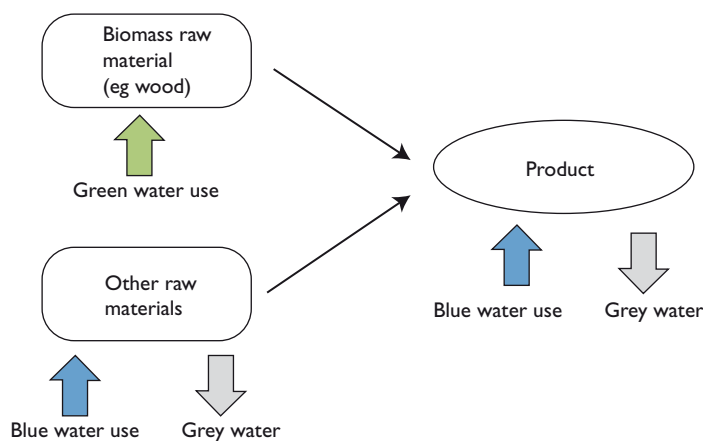 Biomass raw
material
(eg wood)
Green water use
Product
Other raw
materials
Blue water use
Grey water
Blue water use
Grey water